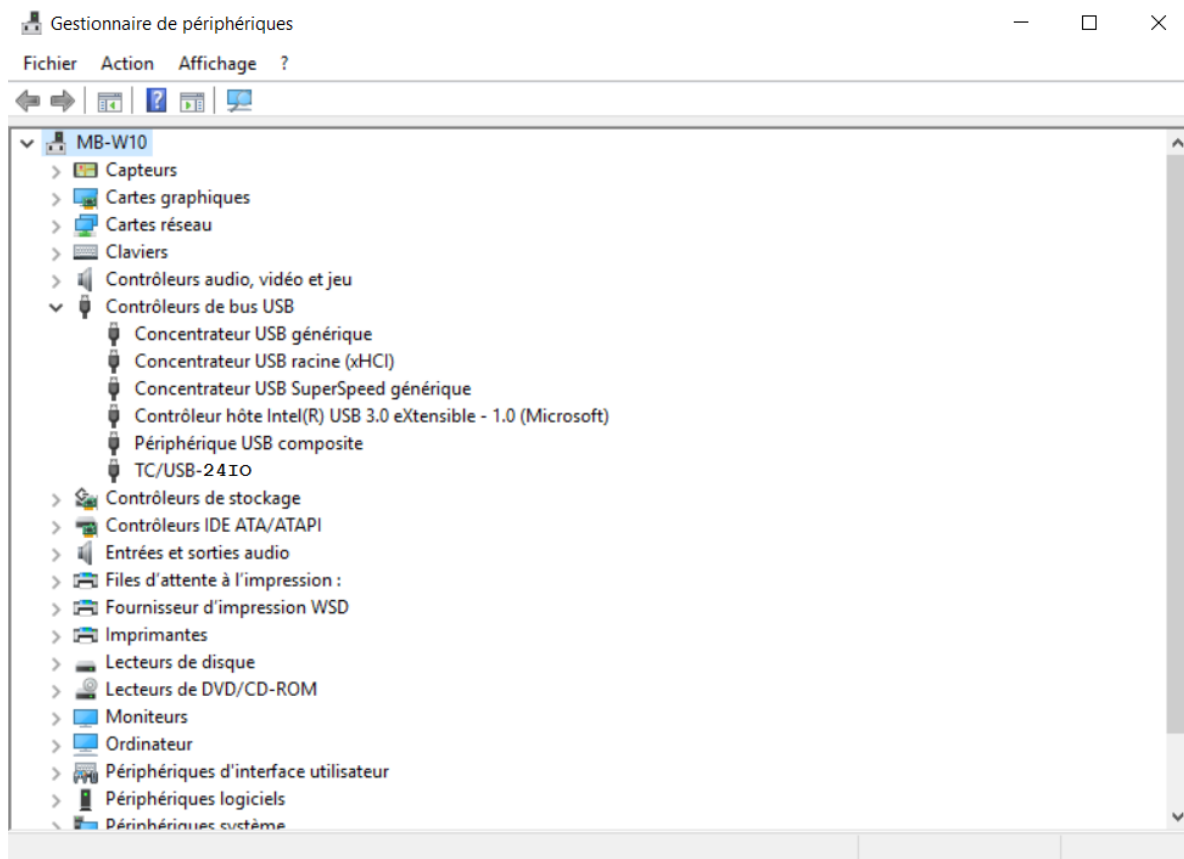 Gestionnaire de périphériques
Fichier Action Affichage ?
MB-W10
Capteurs
Cartes graphiques
Cartes réseau
Claviers
Contrôleurs audio, vidéo et jeu
Contrôleurs de bus USB
Concentrateur USB générique
Concentrateur USB racine (xHCI)
Concentrateur USB SuperSpeed générique
Contrôleur hôte Intel(R) USB 3.0 eXtensible - 1.0 (Microsoft)
Périphérique USB composite
TC/USB-24IO
Contrôleurs de stockage
Contrôleurs IDE ATA/ATAPI
Entrées et sorties audio
Files d'attente à l'impression :
Fournisseur d'impression WSD
Imprimantes
Lecteurs de disque
Lecteurs de DVD/CD-ROM
Moniteurs
Ordinateur
Périphériques d'interface utilisateur
Périphériques logiciels
Périphériques système